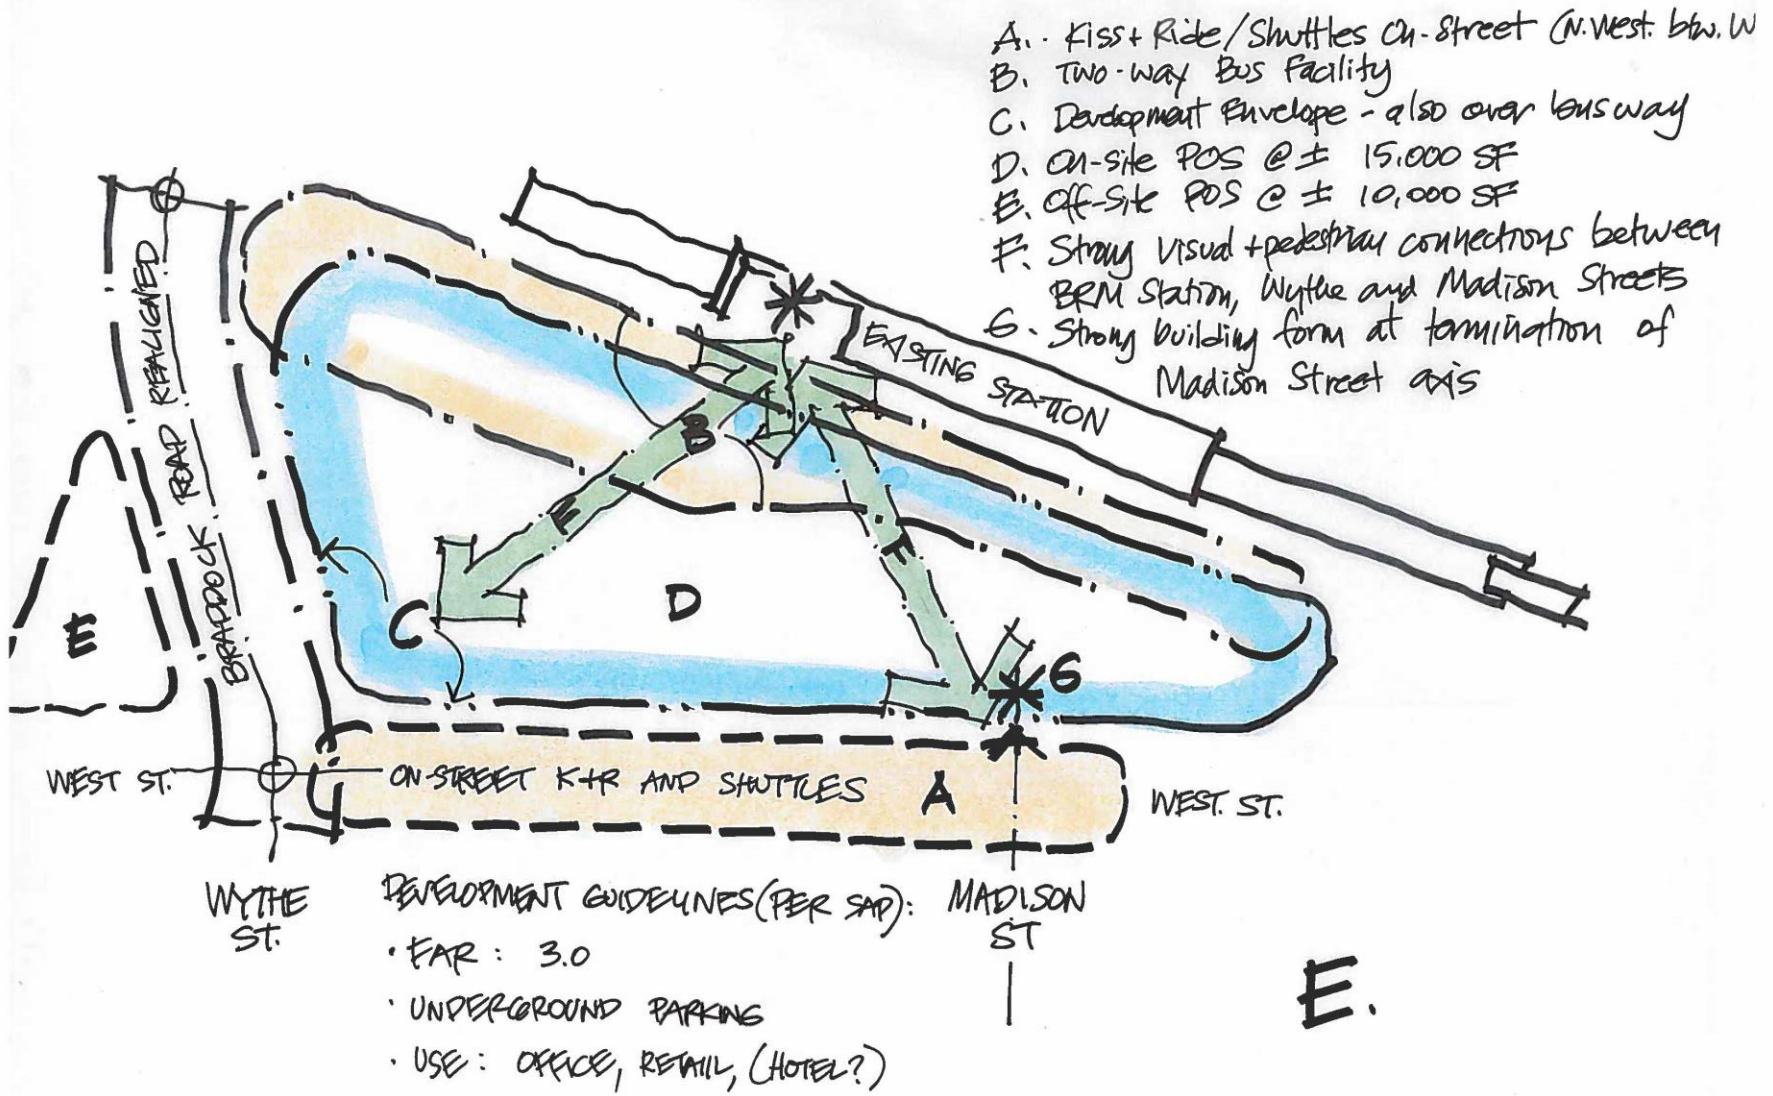 A. Kiss + Ride/Shuttles On-Street (N. West. btw. W
B. Two-way Bus Facility
C. Development Envelope - also over busway
D. On-site POS @ ± 15,000 SF
E. Off-Site POS @ ± 10,000 SF
F. Strong visual + pedestrian connections between
BRM Station, Wythe and Madison Streets
G. Strong building form at termination of
Madison Street axis
EXISTING STATION
BRADDOCK ROAD REALIGNED
B
F
F
E
C
D
G
WEST ST.
ON-STREET K+R AND SHUTTLES
A
WEST. ST.
WYTHE
ST.
MADISON
ST
DEVELOPMENT GUIDELINES (PER SAP):
· FAR : 3.0
· UNDERGROUND PARKING
· USE : OFFICE, RETAIL, (HOTEL?)
E.